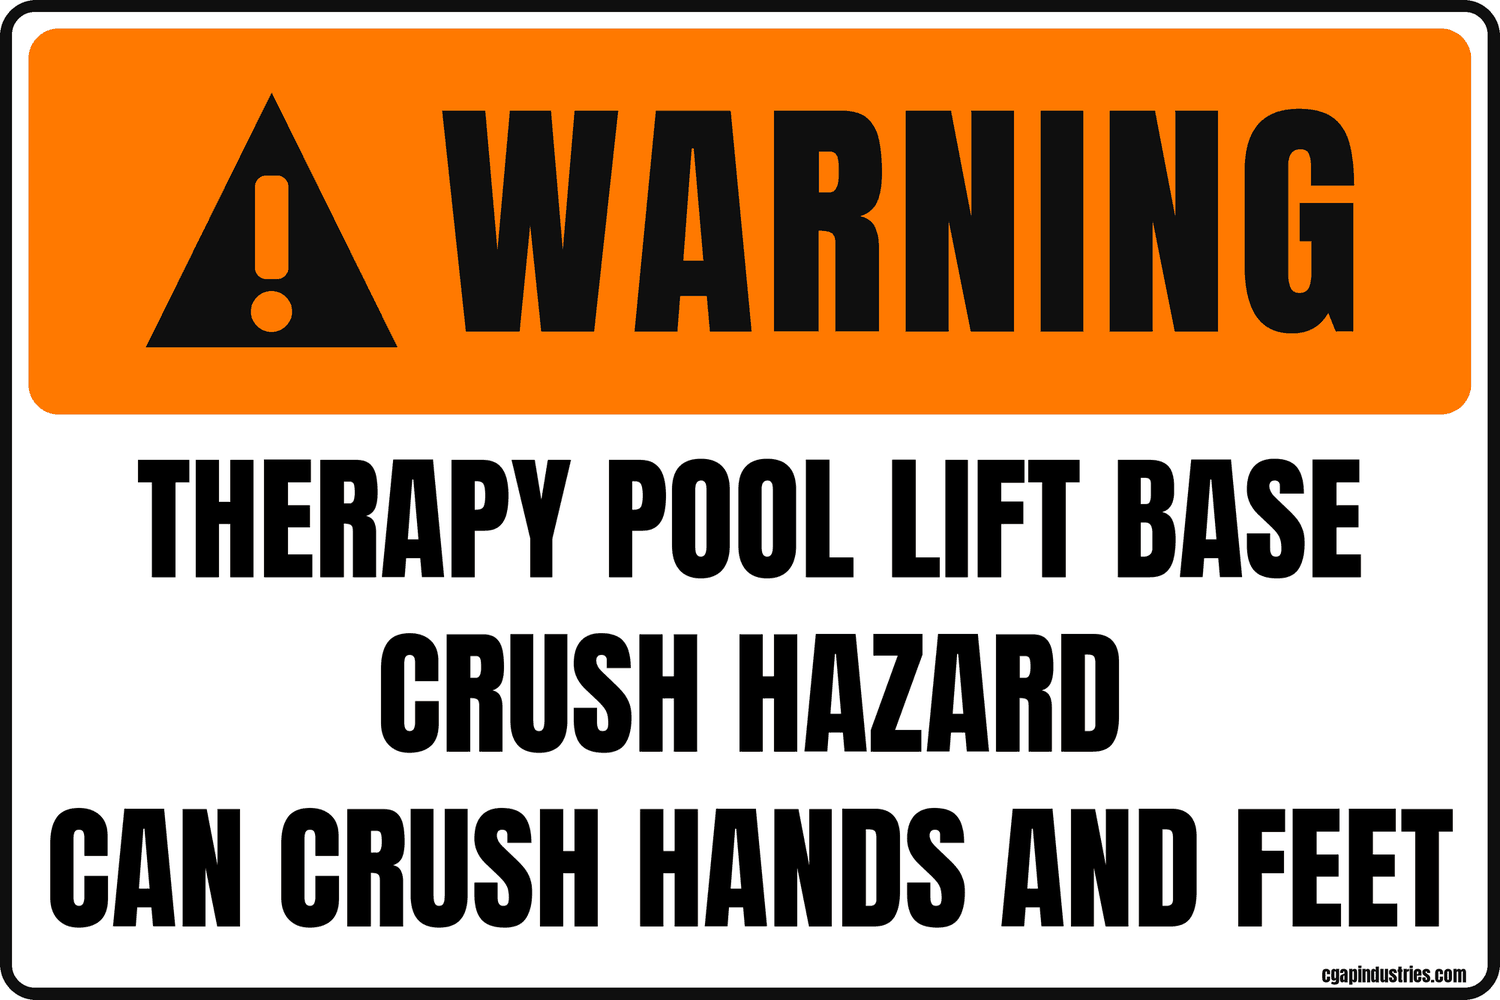 WARNING
THERAPY POOL LIFT BASE
CRUSH HAZARD
CAN CRUSH HANDS AND FEET
cgapindustries.com